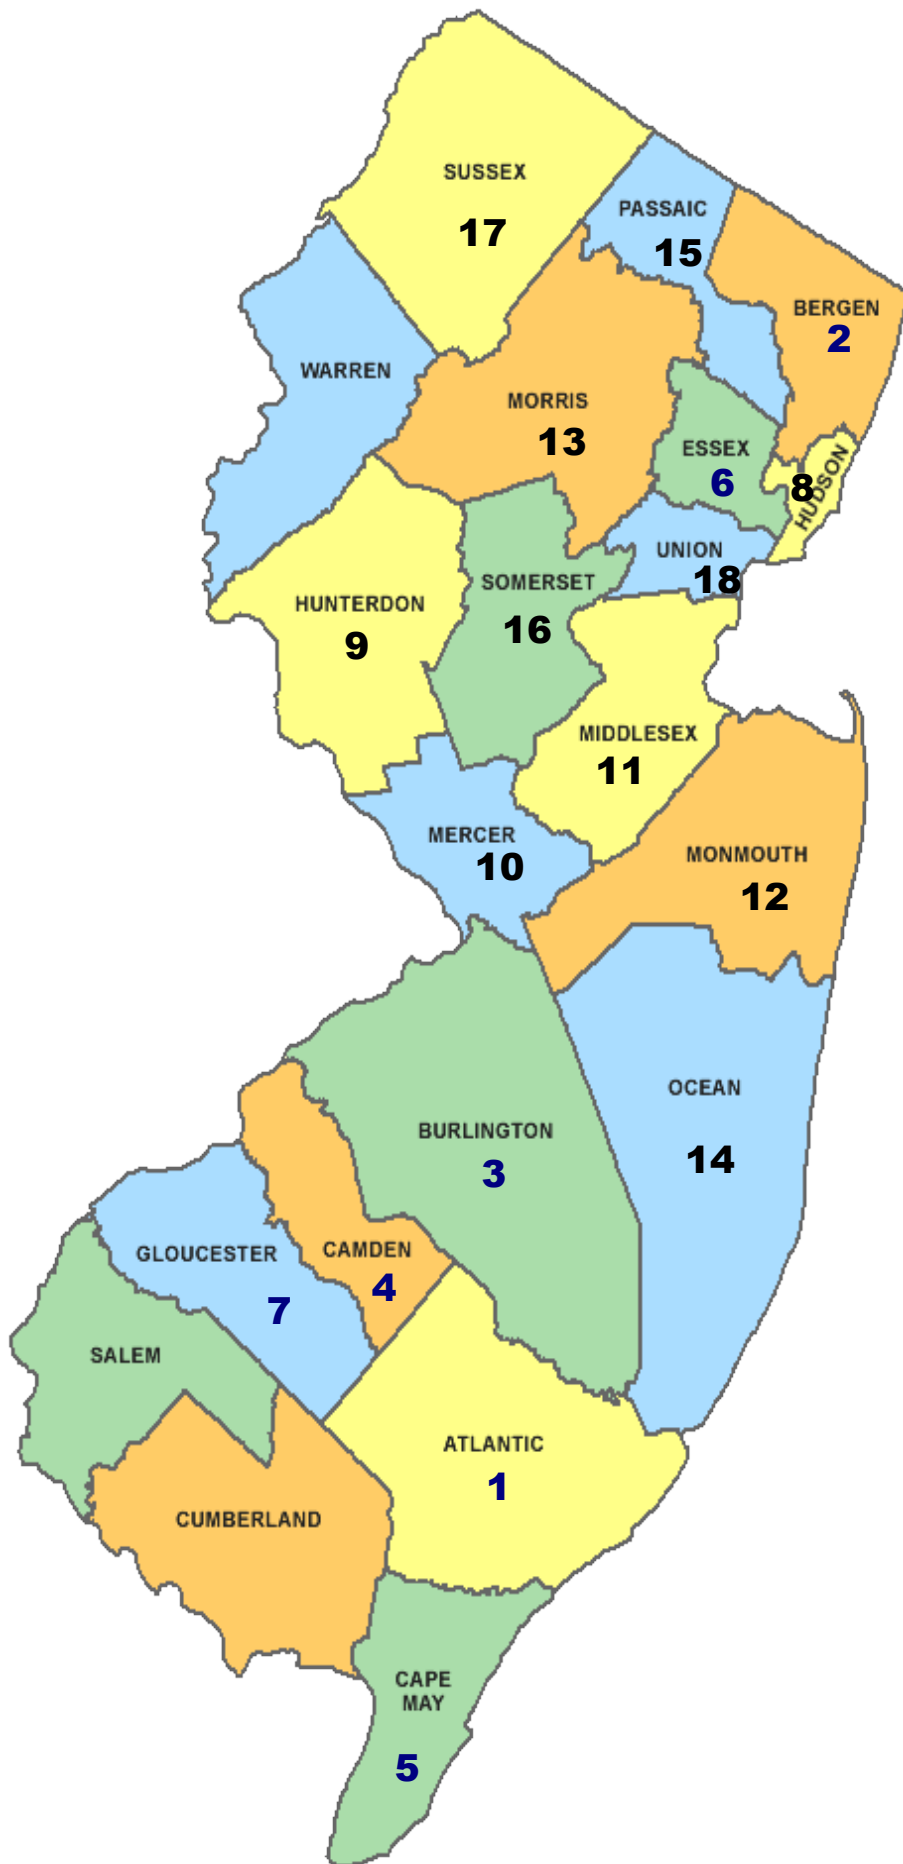 SUSSEX
17
PASSAIC
15
BERGEN
2
WARREN
MORRIS
13
ESSEX
6
8
HUDSON
UNION
18
SOMERSET
16
HUNTERDON
9
MIDDLESEX
11
MERCER
10
MONMOUTH
12
OCEAN
14
BURLINGTON
3
CAMDEN
4
GLOUCESTER
7
SALEM
ATLANTIC
1
CUMBERLAND
CAPE
MAY
5